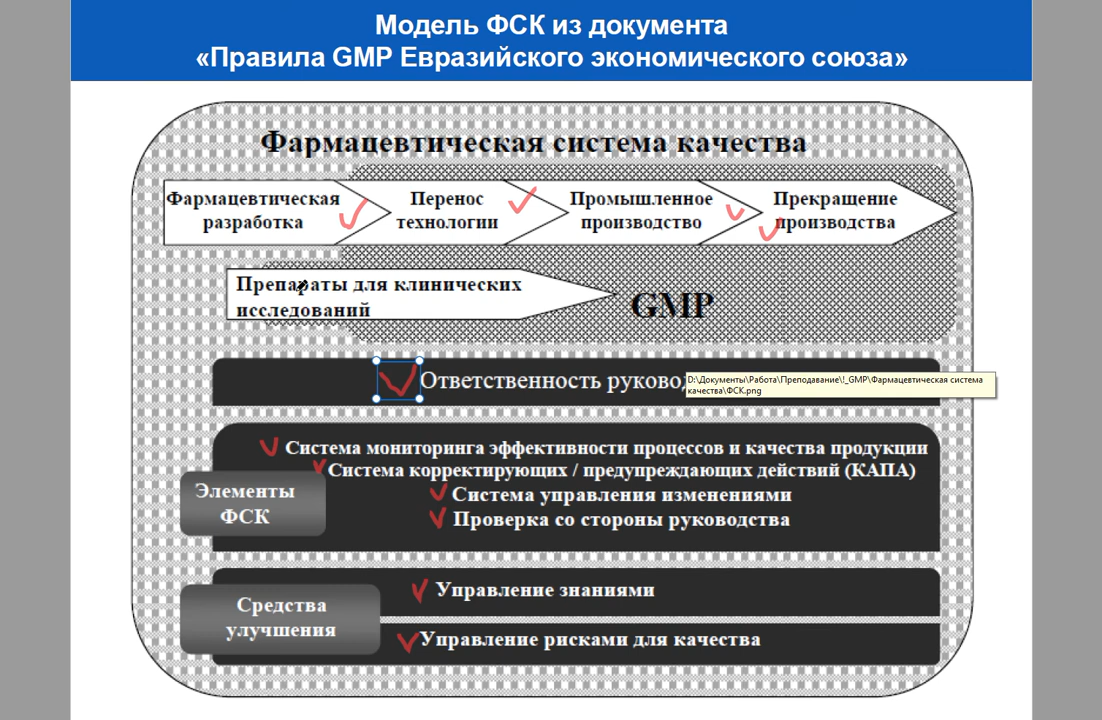 Модель ФСК из документа
«Правила GMP Евразийского экономического союза»
Фармацевтическая система качества
Фармацевтическая
разработка
Перенос
технологии
Промышленное
производство
Прекращение
производства
Препараты для клинических
исследований
GMP
Ответственность
D:\Документы\Работа\Преподавание\!_GMP\Фармацевтическая система
качества\ФСК.png
Система мониторинга эффективности процессов и качества продукции
Система корректирующих / предупреждающих действий (КАПА)
Система управления изменениями
Проверка со стороны руководства
Элементы
ФСК
Управление знаниями
Управление рисками для качества
Средства
улучшения